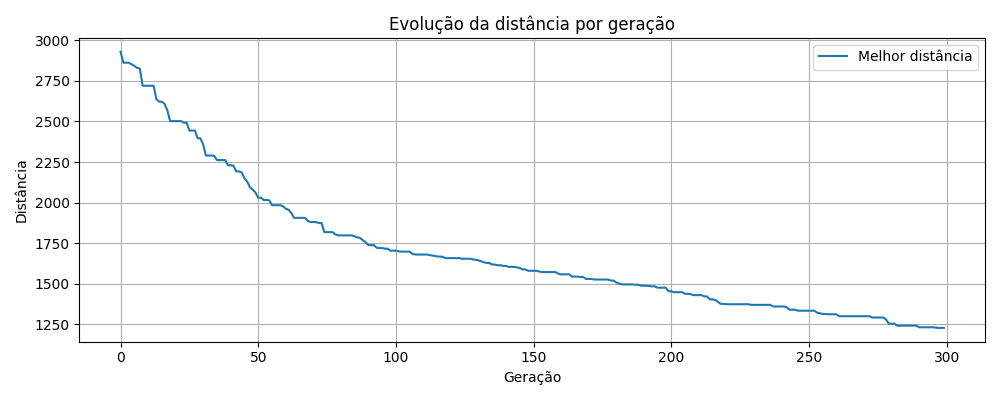 Evolução da distância por geração
Melhor distância
Distância
3000
2750
2500
2250
2000
1750
1500
1250
0 50 100 150 200 250 300
Geração